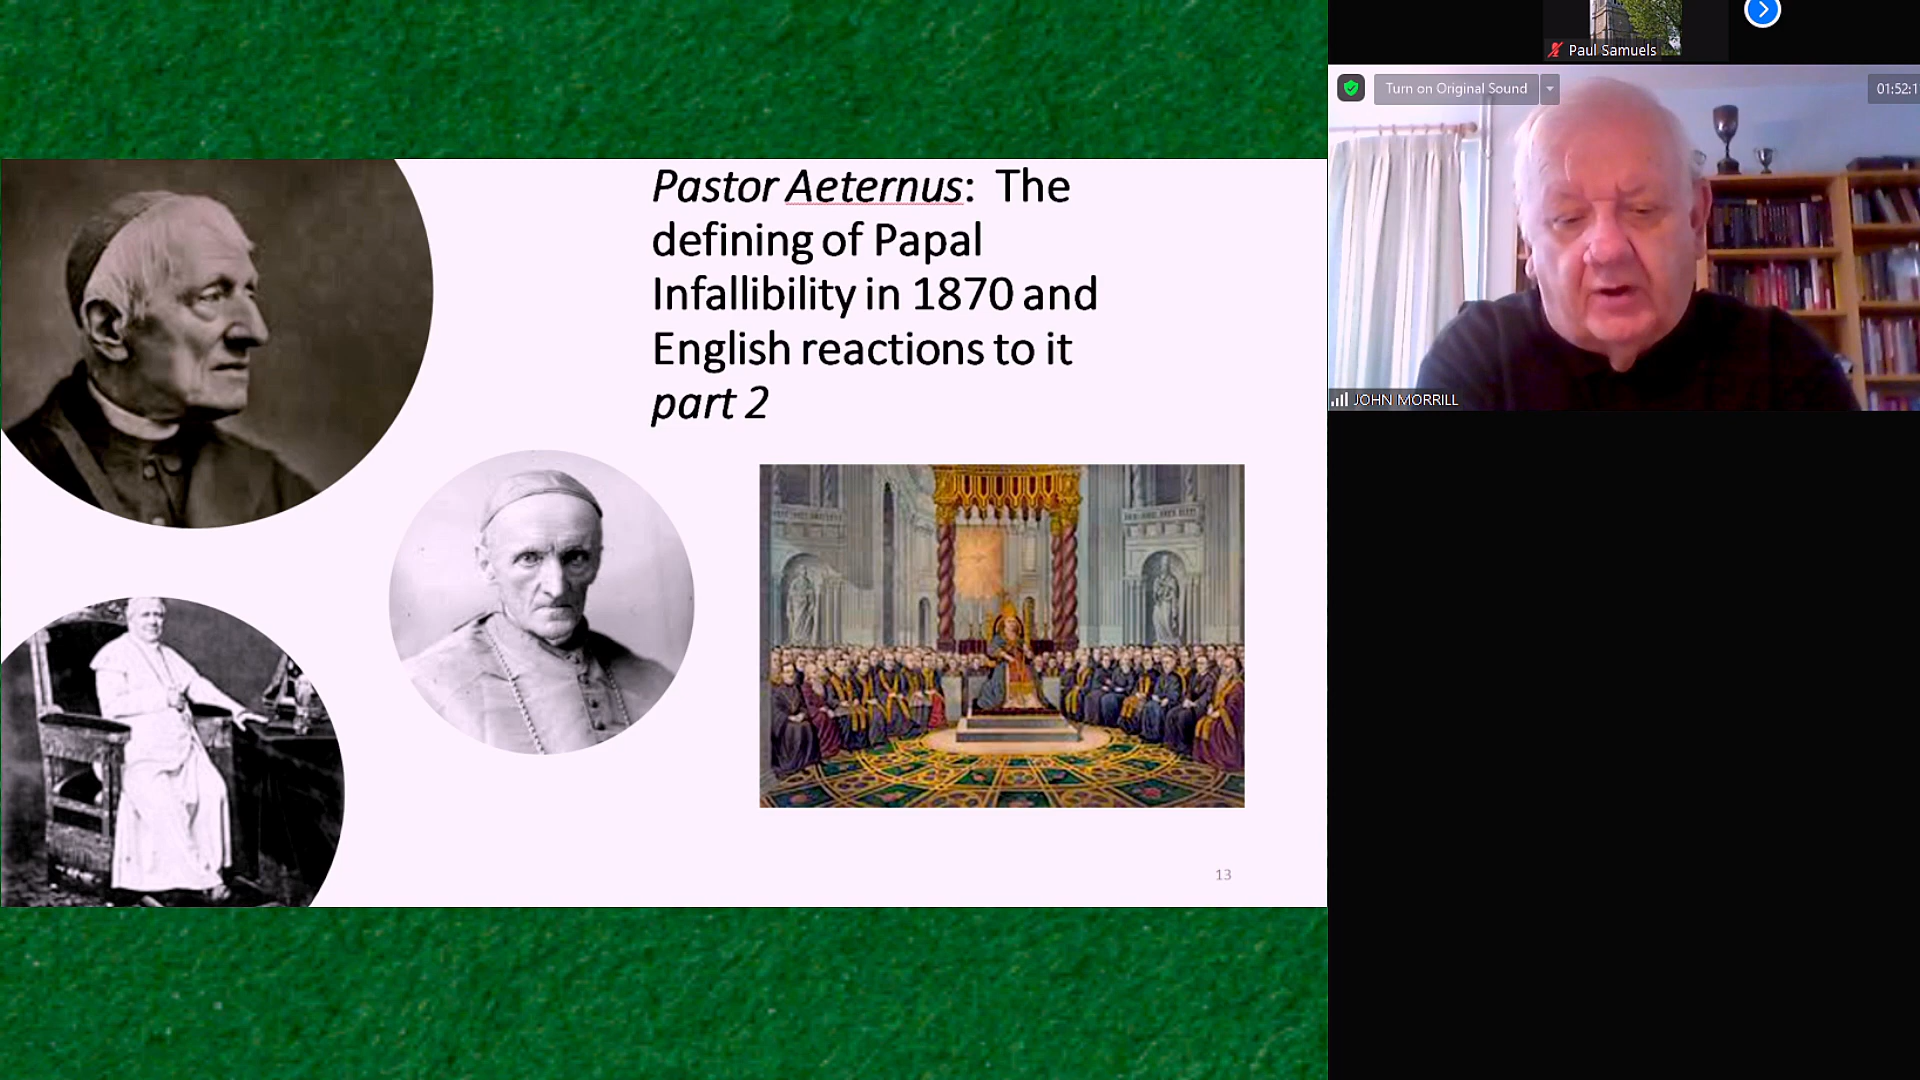 Pastor Aeternus: The
defining of Papal
Infallibility in 1870 and
English reactions to it
part 2
13
Paul Samuels
Turn on Original Sound
01:52:1
JOHN MORRILL